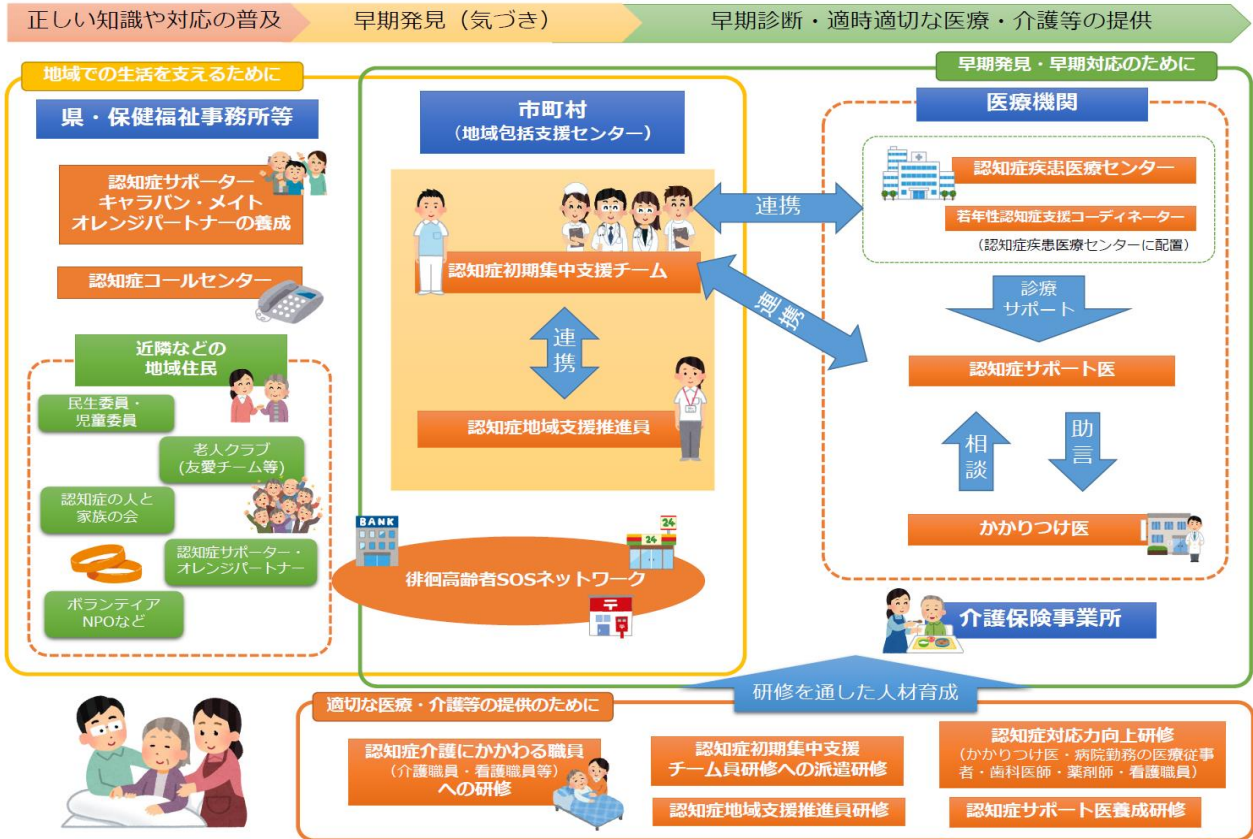 正しい知識や対応の普及
早期発見（気づき）
早期診断・適時適切な医療・介護等の提供
地域での生活を支えるために
早期発見・早期対応のために
県・保健福祉事務所等
認知症サポーター
キャラバン・メイト
オレンジパートナーの養成
認知症コールセンター
近隣などの
地域住民
民生委員・
児童委員
老人クラブ
(友愛チーム等)
認知症の人と
家族の会
認知症サポーター・
オレンジパートナー
ボランティア
NPOなど
市町村
（地域包括支援センター）
認知症初期集中支援チーム
連携
認知症地域支援推進員
BANK
24
24
徘徊高齢者SOSネットワーク
〒
連携
連携
医療機関
認知症疾患医療センター
若年性認知症支援コーディネーター
（認知症疾患医療センターに配置）
診療
サポート
認知症サポート医
相談
助言
かかりつけ医
介護保険事業所
研修を通した人材育成
適切な医療・介護等の提供のために
認知症介護にかかわる職員
（介護職員・看護職員等）
への研修
認知症初期集中支援
チーム員研修への派遣研修
認知症地域支援推進員研修
認知症対応力向上研修
（かかりつけ医・病院勤務の医療従事
者・歯科医師・薬剤師・看護職員）
認知症サポート医養成研修